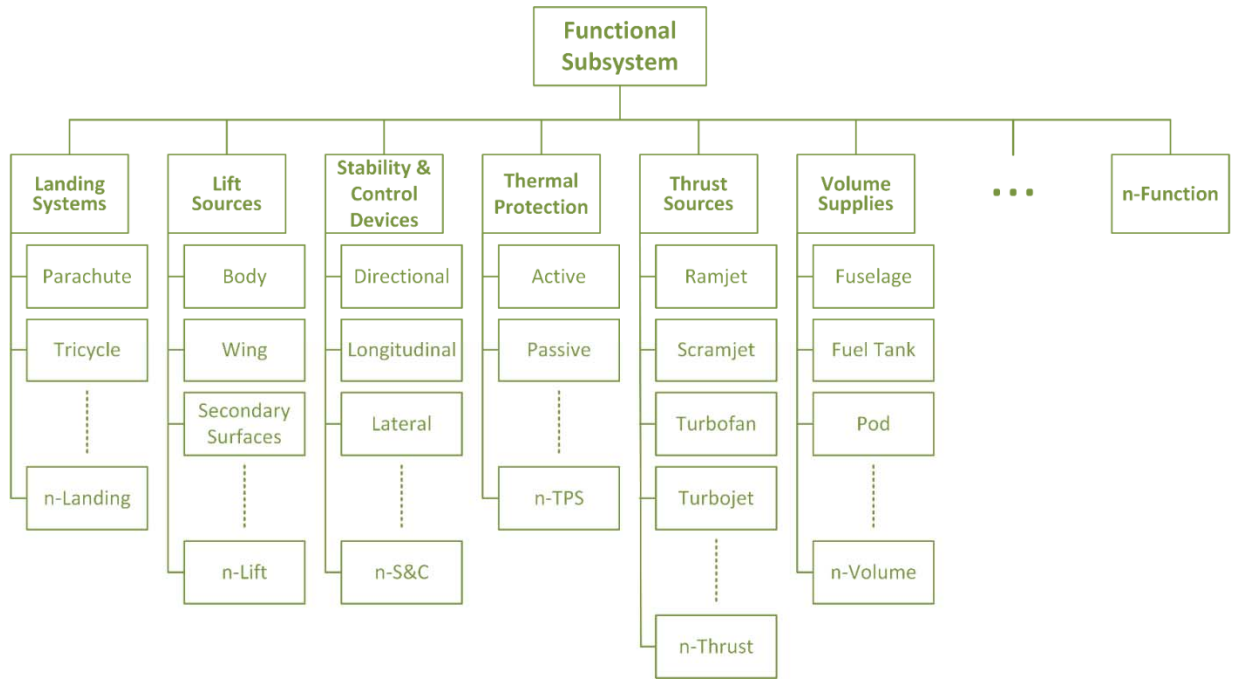 Functional
Subsystem
Landing
Systems
Parachute
Tricycle
n-Landing
Lift
Sources
Body
Wing
Secondary
Surfaces
n-Lift
Stability &
Control
Devices
Directional
Longitudinal
Lateral
n-S&C
Thermal
Protection
Active
Passive
n-TPS
Thrust
Sources
Ramjet
Scramjet
Turbofan
Turbojet
n-Thrust
Volume
Supplies
Fuselage
Fuel Tank
Pod
n-Volume
...
n-Function